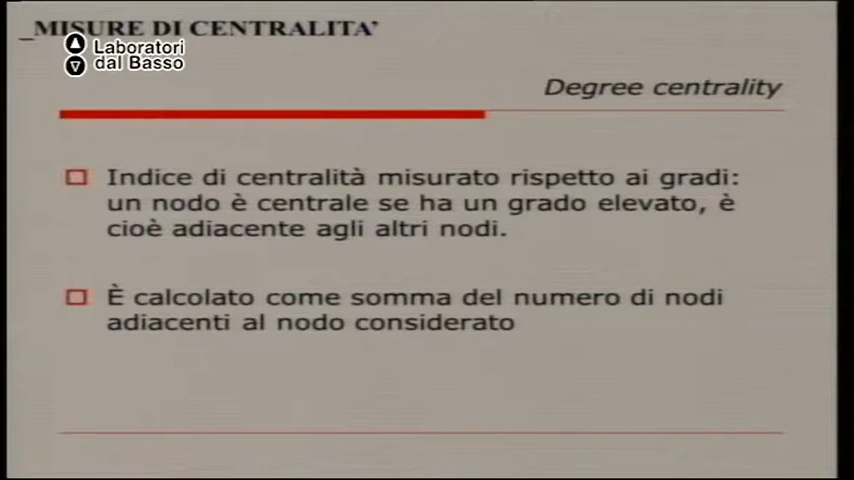 _MISURE DI CENTRALITA’
Laboratori
dal Basso
Degree centrality
Indice di centralità misurato rispetto ai gradi:
un nodo è centrale se ha un grado elevato, è
cioè adiacente agli altri nodi.
È calcolato come somma del numero di nodi
adiacenti al nodo considerato